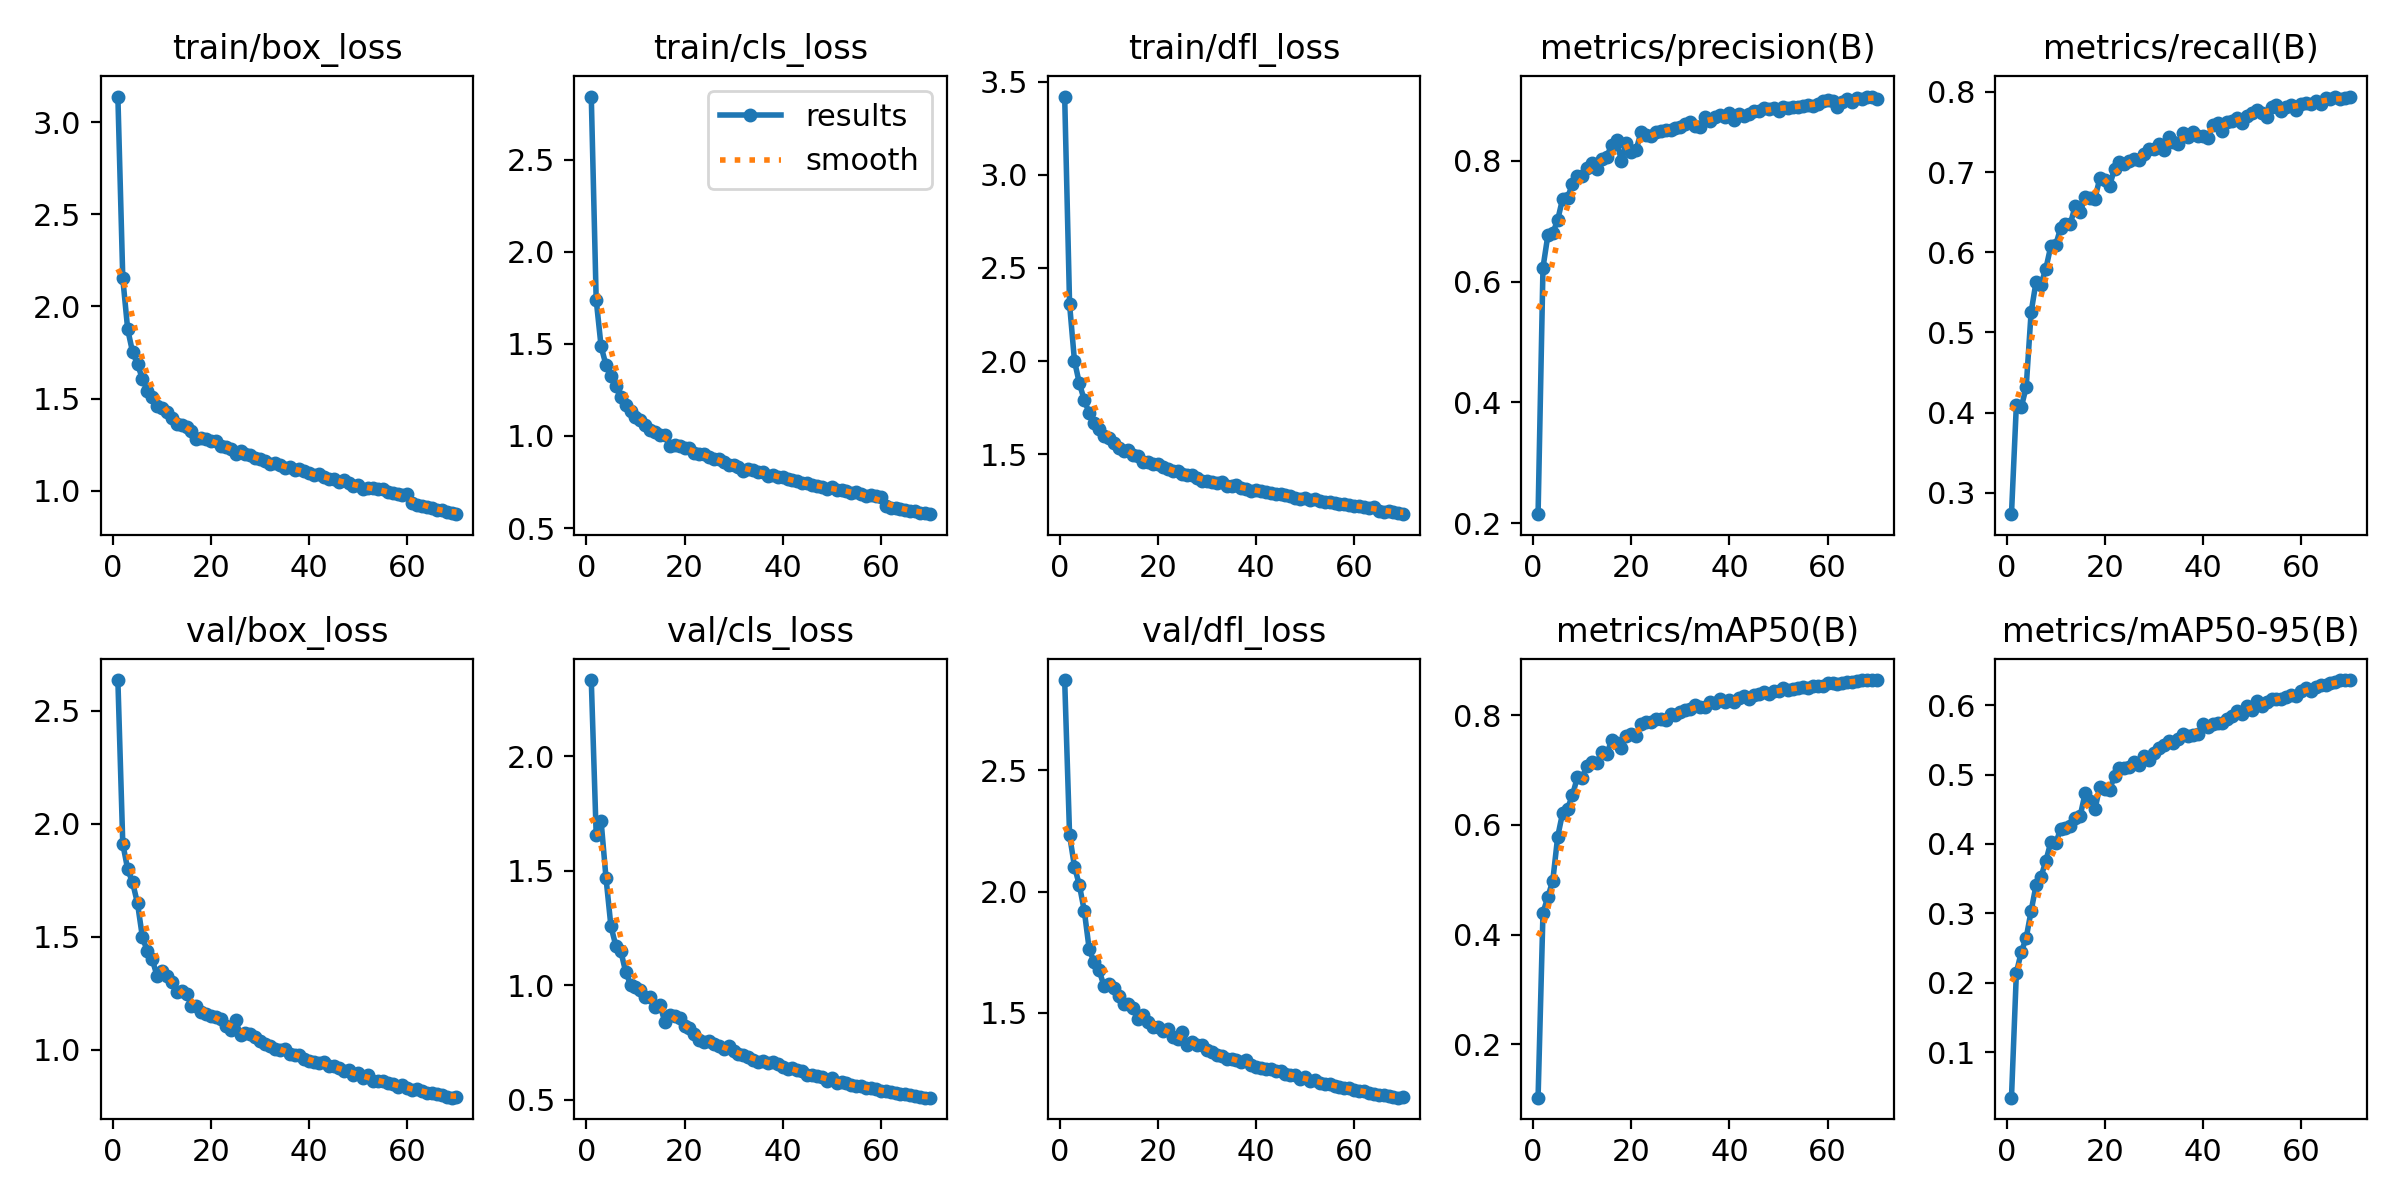 train/box_loss
3.0
2.5
2.0
1.5
1.0
0 20 40 60
train/cls_loss
results
smooth
2.5
2.0
1.5
1.0
0.5
0 20 40 60
train/dfl_loss
3.5
3.0
2.5
2.0
1.5
0 20 40 60
metrics/precision(B)
0.8
0.6
0.4
0.2
0 20 40 60
metrics/recall(B)
0.8
0.7
0.6
0.5
0.4
0.3
0 20 40 60
val/box_loss
2.5
2.0
1.5
1.0
0 20 40 60
val/cls_loss
2.0
1.5
1.0
0.5
0 20 40 60
val/dfl_loss
2.5
2.0
1.5
0 20 40 60
metrics/mAP50(B)
0.8
0.6
0.4
0.2
0 20 40 60
metrics/mAP50-95(B)
0.6
0.5
0.4
0.3
0.2
0.1
0 20 40 60